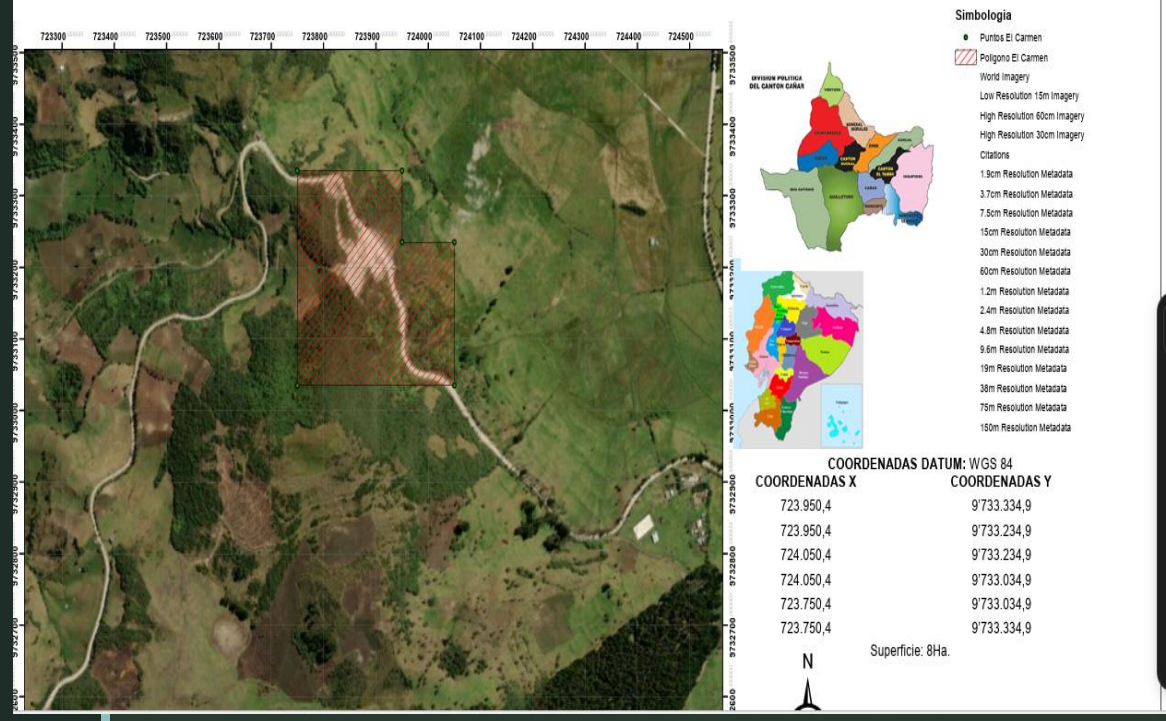 Simbología
Puntos El Carmen
Poligono El Carmen
World Imagery
Low Resolution 15m Imagery
High Resolution 60cm Imagery
High Resolution 30cm Imagery
Citations
1.9cm Resolution Metadata
3.7cm Resolution Metadata
7.5cm Resolution Metadata
15cm Resolution Metadata
30cm Resolution Metadata
60cm Resolution Metadata
1.2m Resolution Metadata
2.4m Resolution Metadata
4.8m Resolution Metadata
9.6m Resolution Metadata
19m Resolution Metadata
38m Resolution Metadata
75m Resolution Metadata
150m Resolution Metadata
723300 723400 723500 723600 723700 723800 723900 724000 724100 724200 724300 724400 724500
9733400
9733300
9733200
9733100
9733000
9732900
9732800
9732700
DIVISION POLITICA
DEL CANTON CAÑAR
COORDENADAS DATUM: WGS 84
COORDENADAS X COORDENADAS Y
723.950,4 9'733.334,9
723.950,4 9'733.234,9
724.050,4 9'733.234,9
724.050,4 9'733.034,9
723.750,4 9'733.034,9
723.750,4 9'733.334,9
Superficie: 8Ha.
N